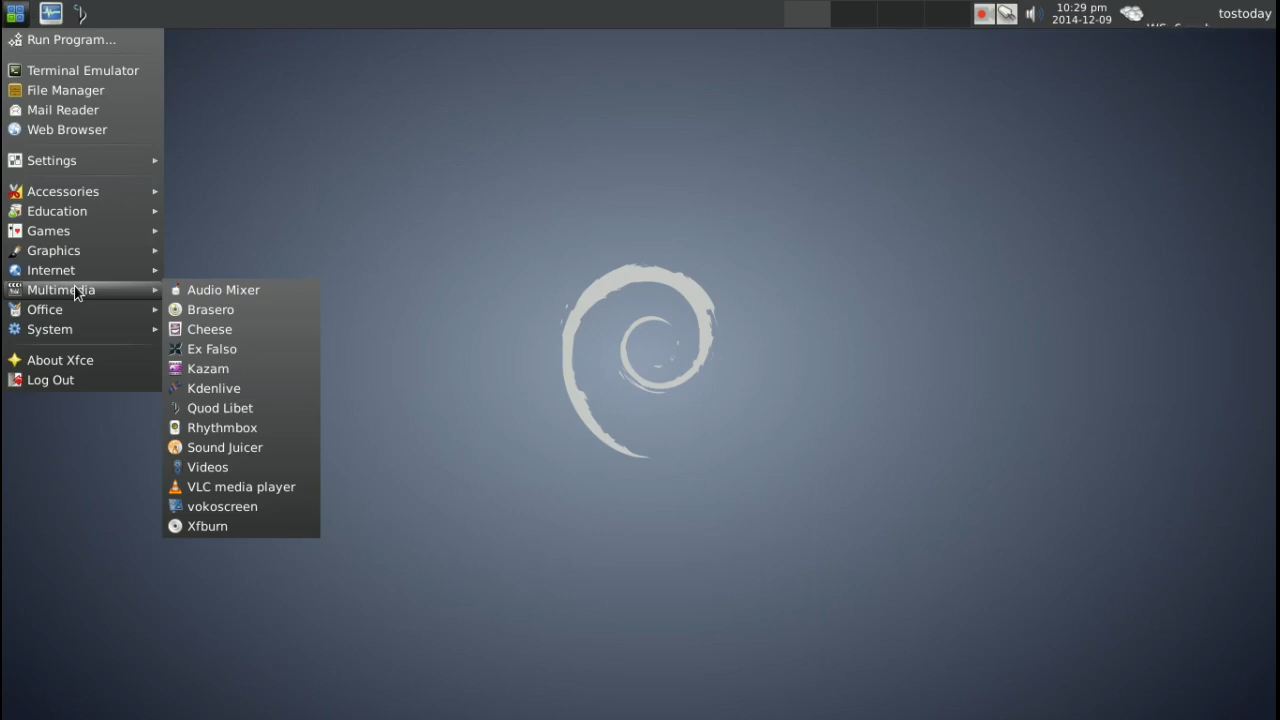 10:29 pm
2014-12-09
tostoday
Run Program...
Terminal Emulator
File Manager
Mail Reader
Web Browser
Settings
Accessories
Education
Games
Graphics
Internet
Multimedia
Office
System
About Xfce
Log Out
Audio Mixer
Brasero
Cheese
Ex Falso
Kazam
Kdenlive
Quod Libet
Rhythmbox
Sound Juicer
Videos
VLC media player
vokoscreen
Xfburn